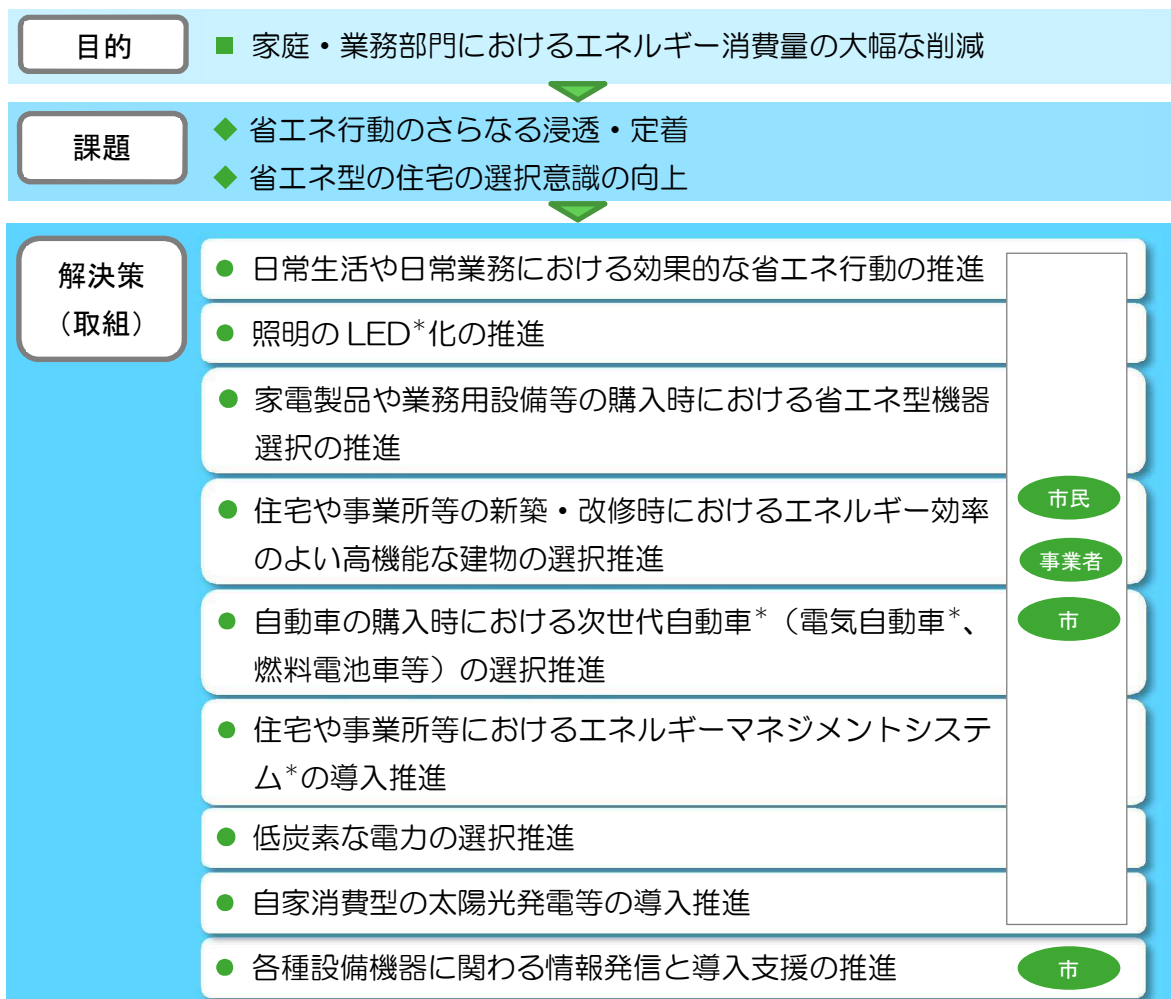 目的
■ 家庭・業務部門におけるエネルギー消費量の大幅な削減
課題
◆ 省エネ行動のさらなる浸透・定着
◆ 省エネ型の住宅の選択意識の向上
解決策
（取組）
● 日常生活や日常業務における効果的な省エネ行動の推進
● 照明の LED*化の推進
● 家電製品や業務用設備等の購入時における省エネ型機器
選択の推進
● 住宅や事業所等の新築・改修時におけるエネルギー効率
のよい高機能な建物の選択推進
● 自動車の購入時における次世代自動車*（電気自動車*、
燃料電池車等）の選択推進
● 住宅や事業所等におけるエネルギーマネジメントシステ
ム*の導入推進
● 低炭素な電力の選択推進
● 自家消費型の太陽光発電等の導入推進
市民
事業者
市
● 各種設備機器に関わる情報発信と導入支援の推進
市